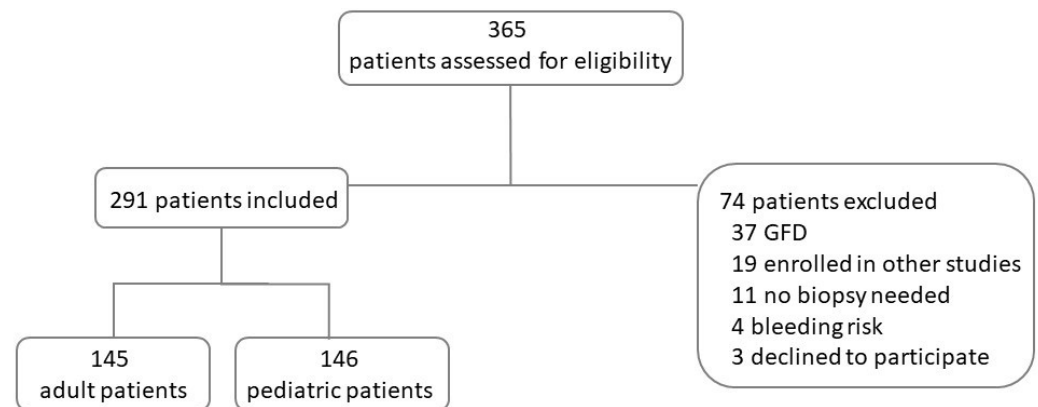 365
patients assessed for eligibility
291 patients included
74 patients excluded
37 GFD
19 enrolled in other studies
11 no biopsy needed
4 bleeding risk
3 declined to participate
145
adult patients
146
pediatric patients